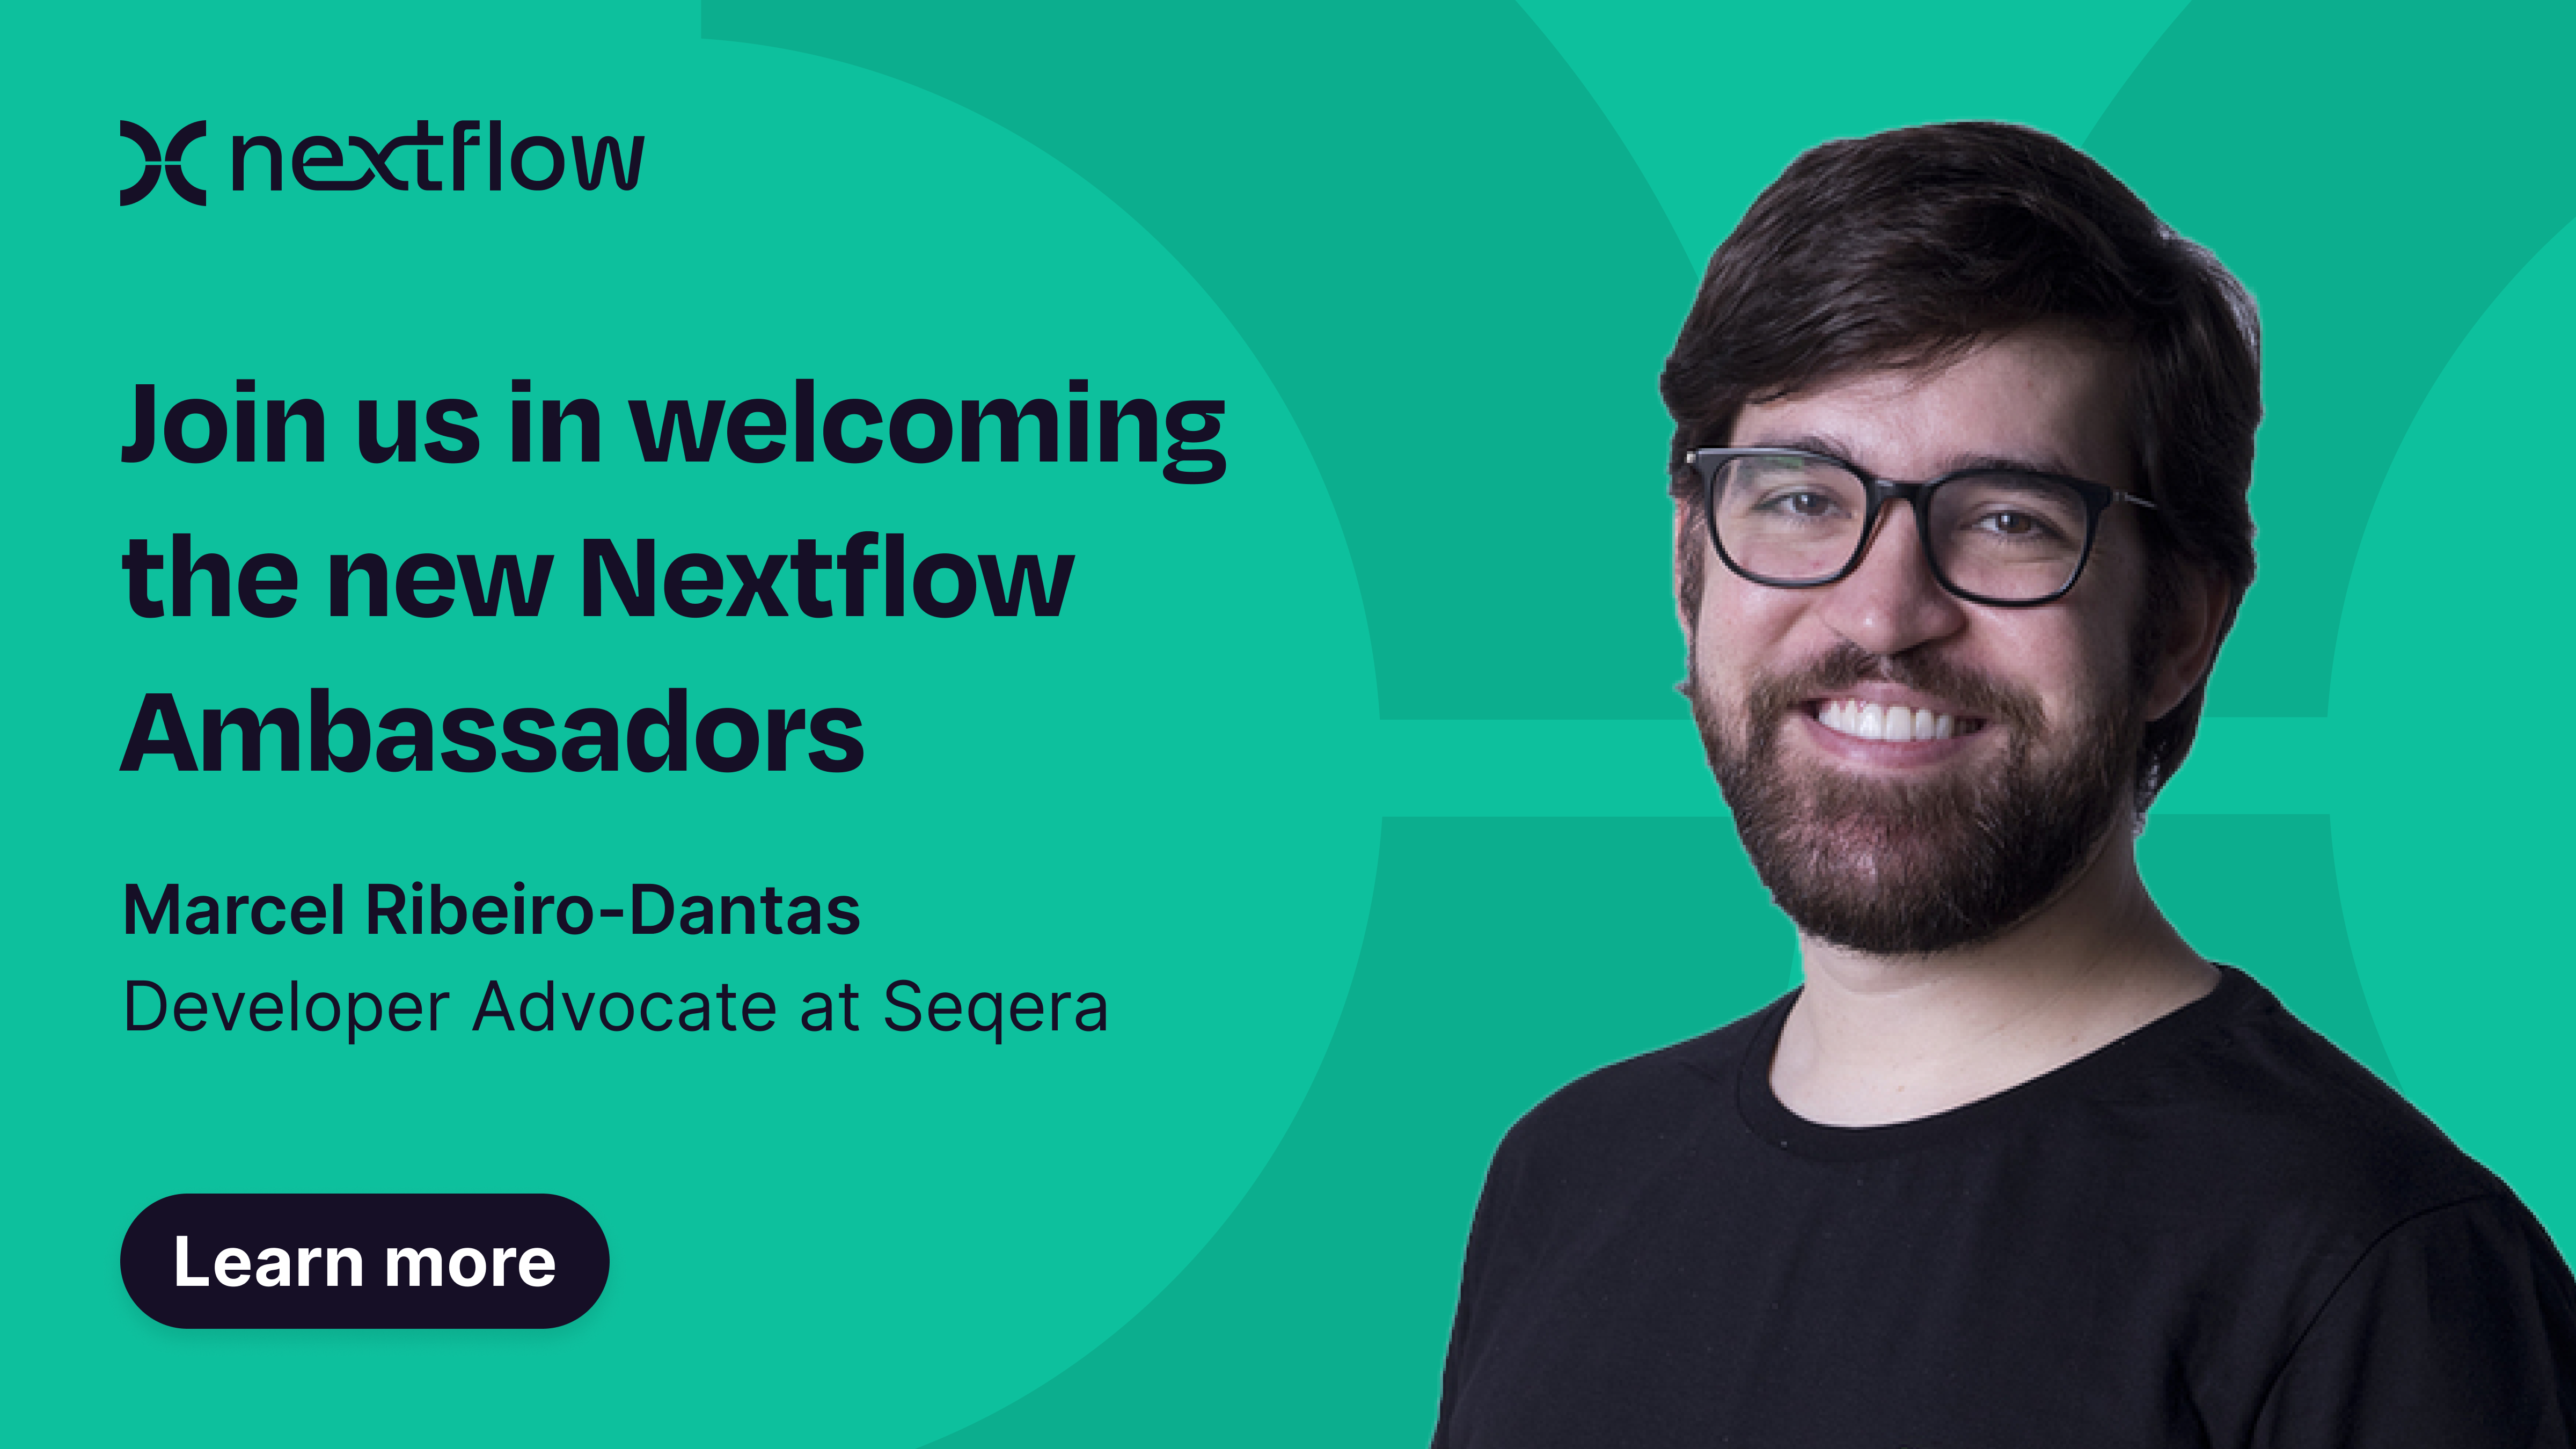 nextflow
Join us in welcoming
the new Nextflow
Ambassadors
Marcel Ribeiro-Dantas
Developer Advocate at Seqera
Learn more